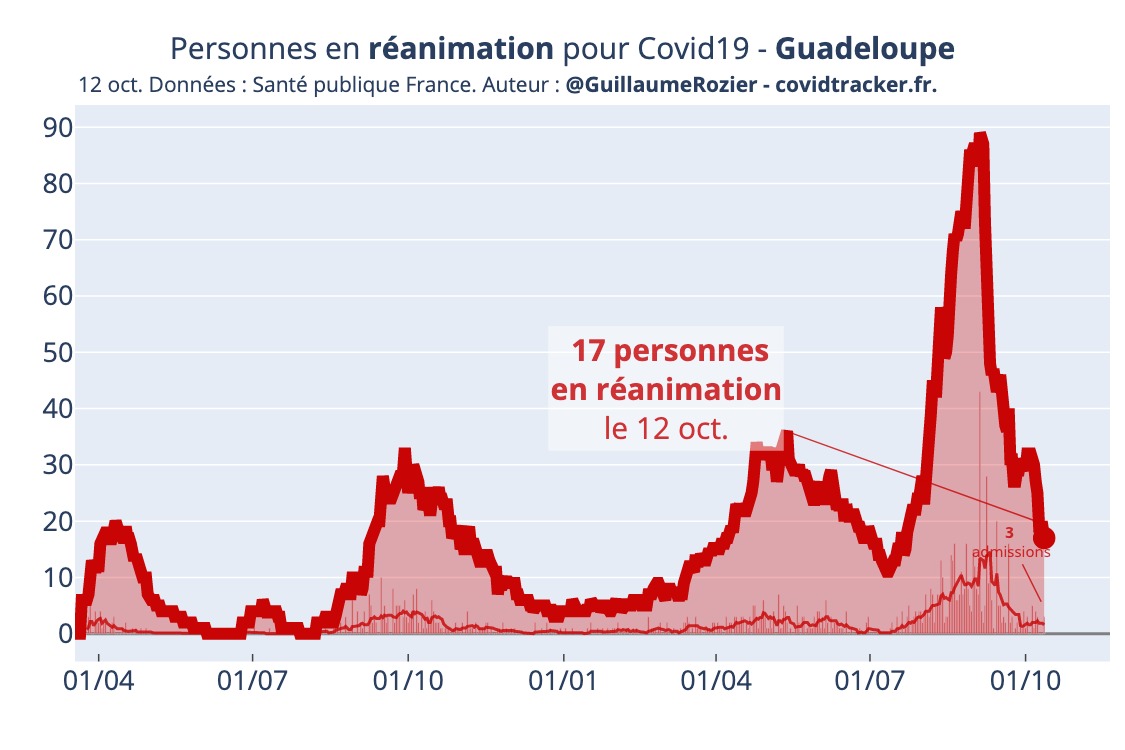 Personnes en réanimation pour Covid19 - Guadeloupe
12 oct. Données : Santé publique France. Auteur : @GuillaumeRozier - covidtracker.fr.
90
80
70
60
50
40
30
20
10
0
17 personnes
en réanimation
le 12 oct.
3
admissions
01/04 01/07 01/10 01/01 01/04 01/07 01/10